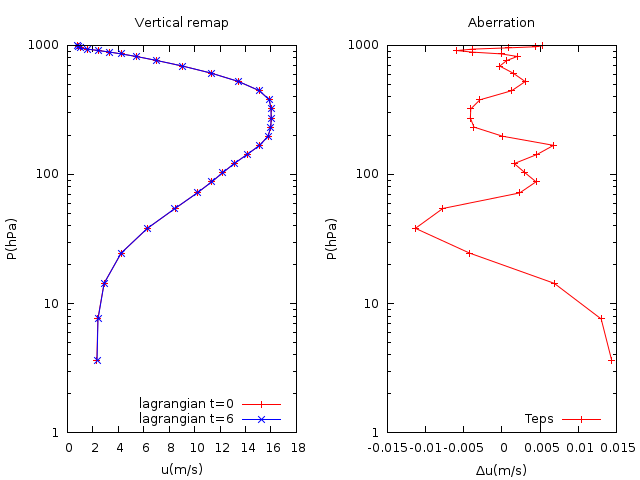 Vertical remap
1000
100
10
1
P(hPa)
lagrangian t=0
lagrangian t=6
0 2 4 6 8 10 12 14 16 18
u(m/s)
Aberration
1000
100
10
1
P(hPa)
Teps
-0.015 -0.01 -0.005 0 0.005 0.01 0.015
Δu(m/s)